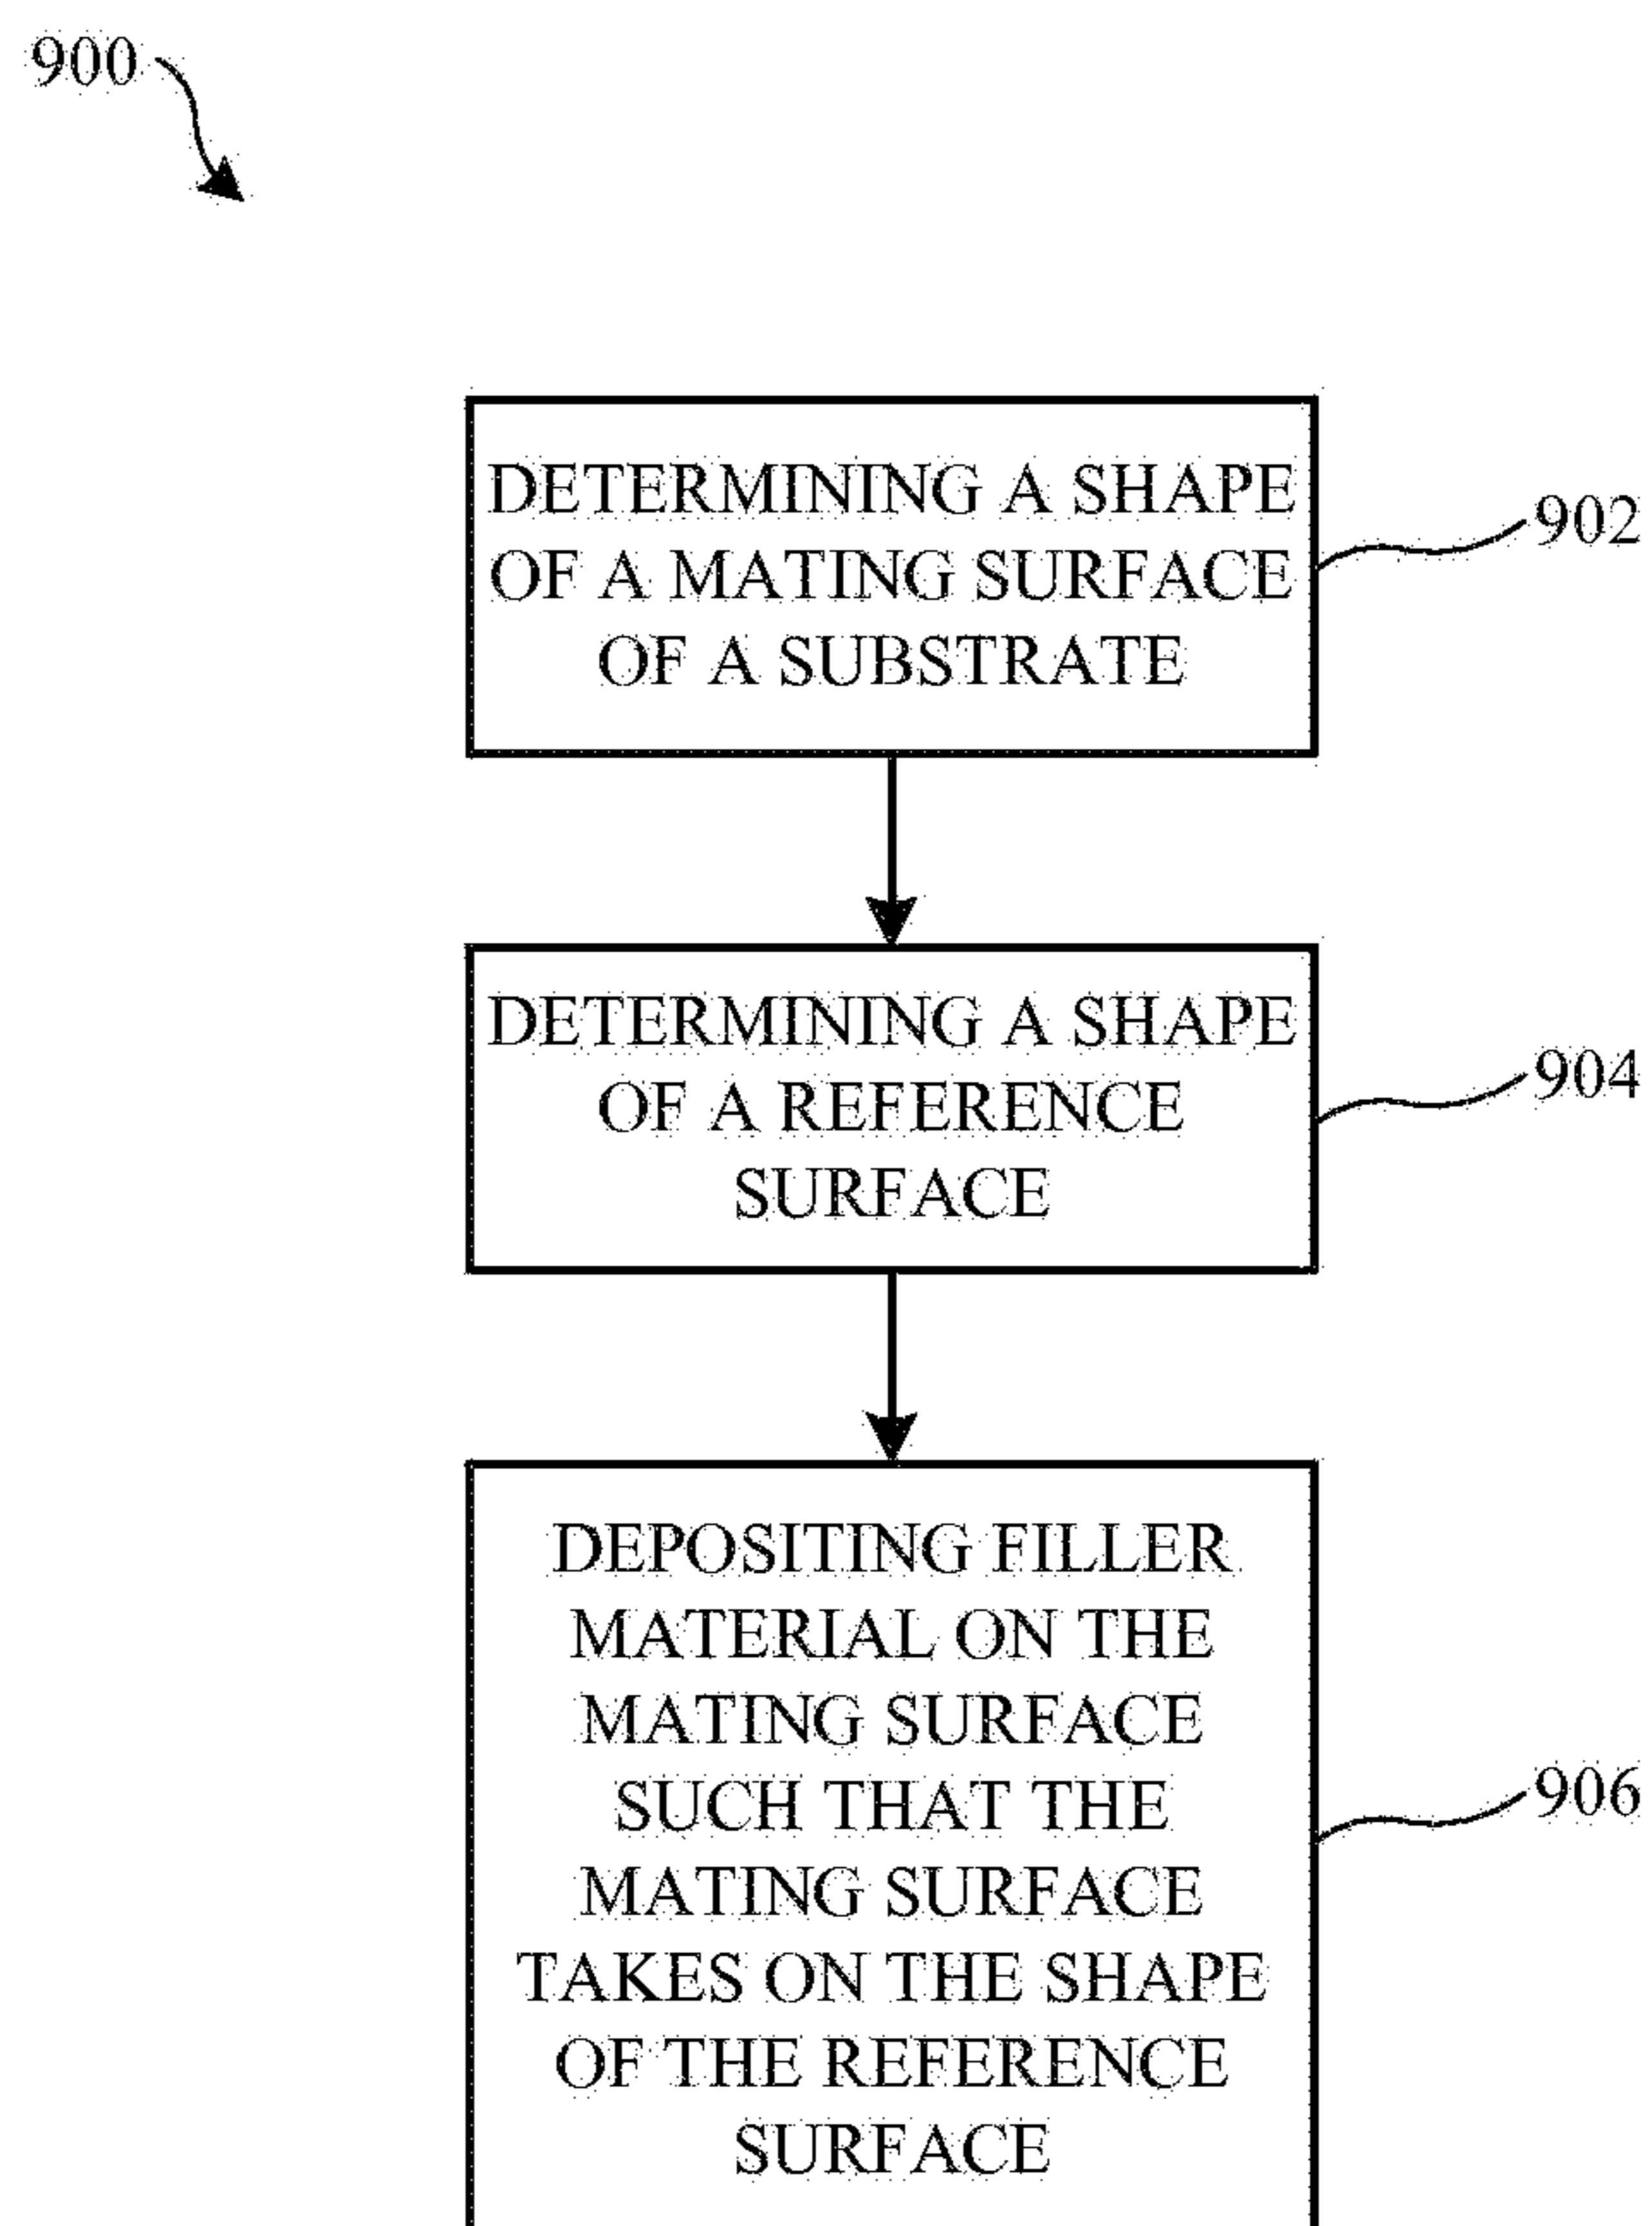 900
DETERMINING A SHAPE
OF A MATING SURFACE
OF A SUBSTRATE
902
DETERMINING A SHAPE
OF A REFERENCE
SURFACE
904
DEPOSITING FILLER
MATERIAL ON THE
MATING SURFACE
SUCH THAT THE
MATING SURFACE
TAKES ON THE SHAPE
OF THE REFERENCE
SURFACE
906